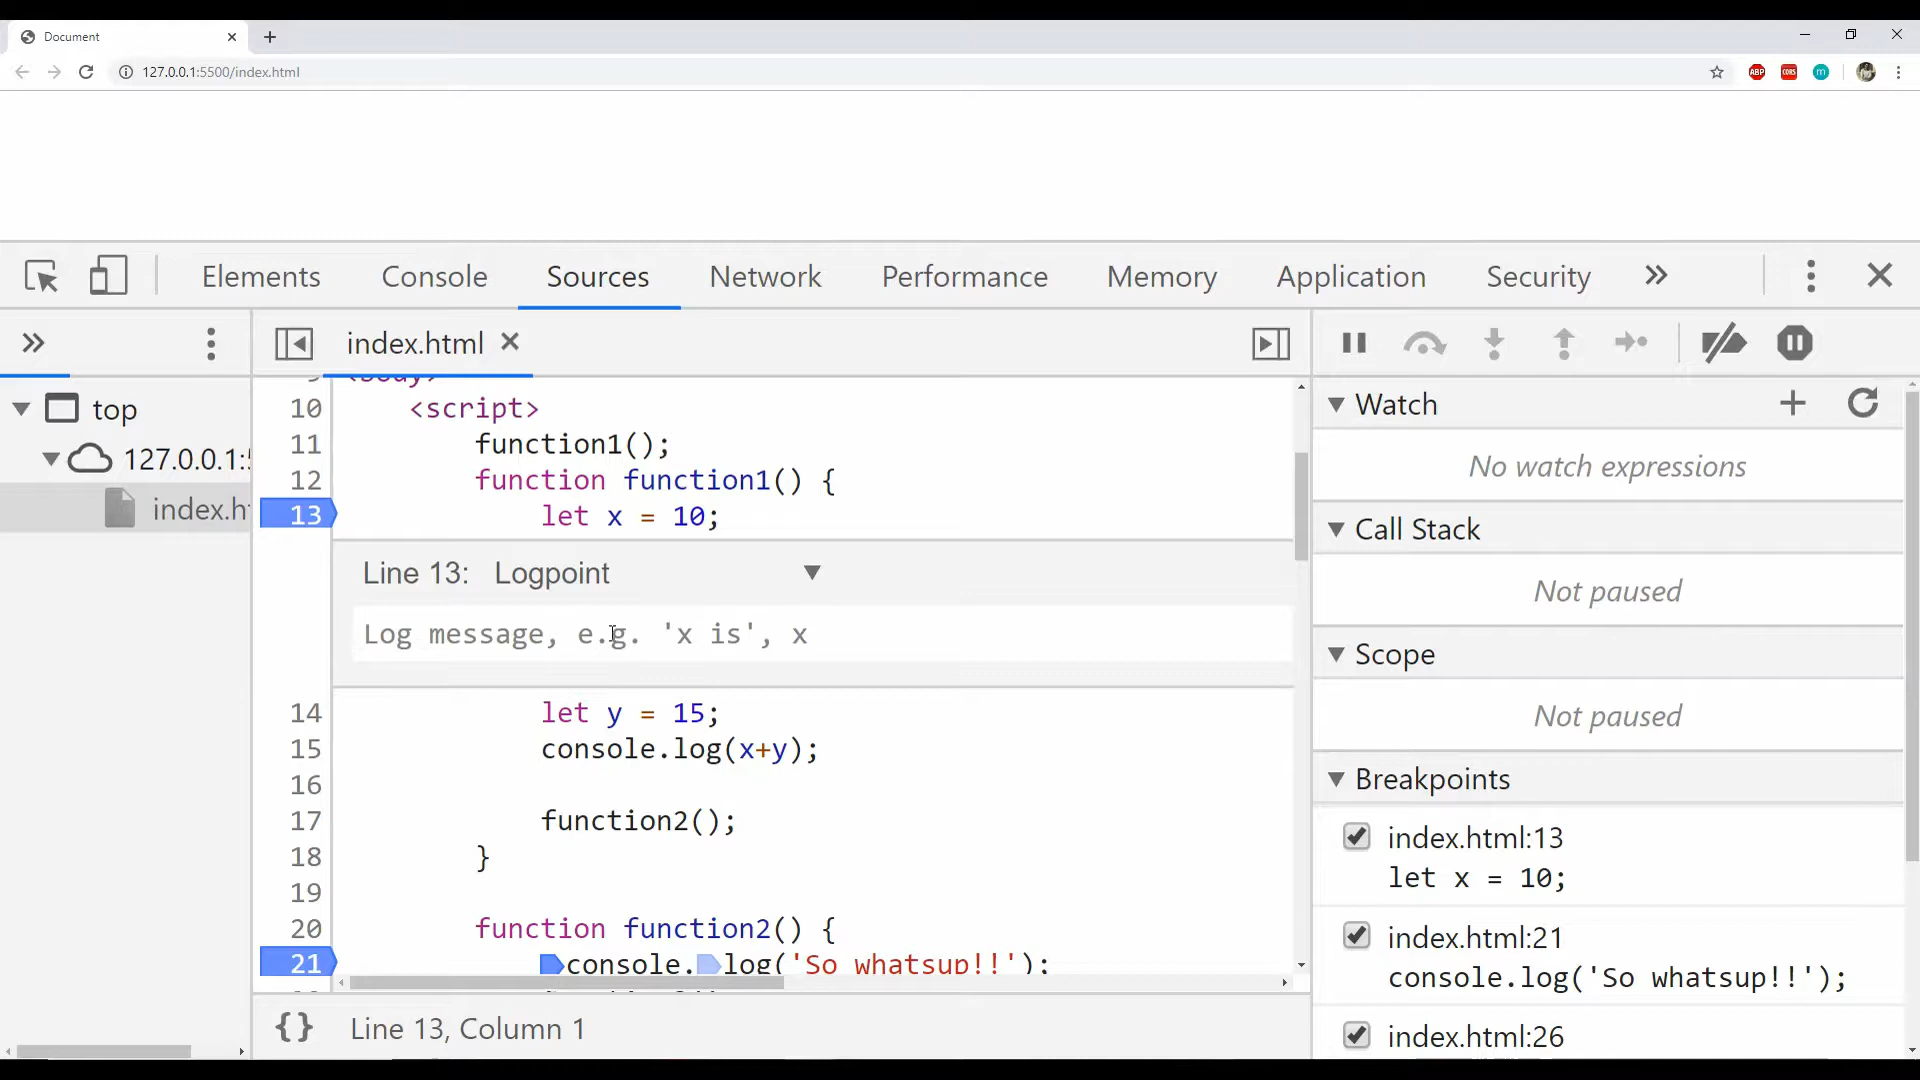 Document
127.0.0.1:5500/index.html
ABP
CORS
m
Elements
Console
Sources
Network
Performance
Memory
Application
Security
index.html
top
127.0.0.1:
index.h
<body>
10 <script>
11 function1();
12 function function1() {
13 let x = 10;
Line 13: Logpoint
Log message, e.g. 'x is', x
14 let y = 15;
15 console.log(x+y);
16
17 function2();
18 }
19
20 function function2() {
21 console.log('So whatsup!!');
{} Line 13, Column 1
Watch
No watch expressions
Call Stack
Not paused
Scope
Not paused
Breakpoints
index.html:13
let x = 10;
index.html:21
console.log('So whatsup!!');
index.html:26